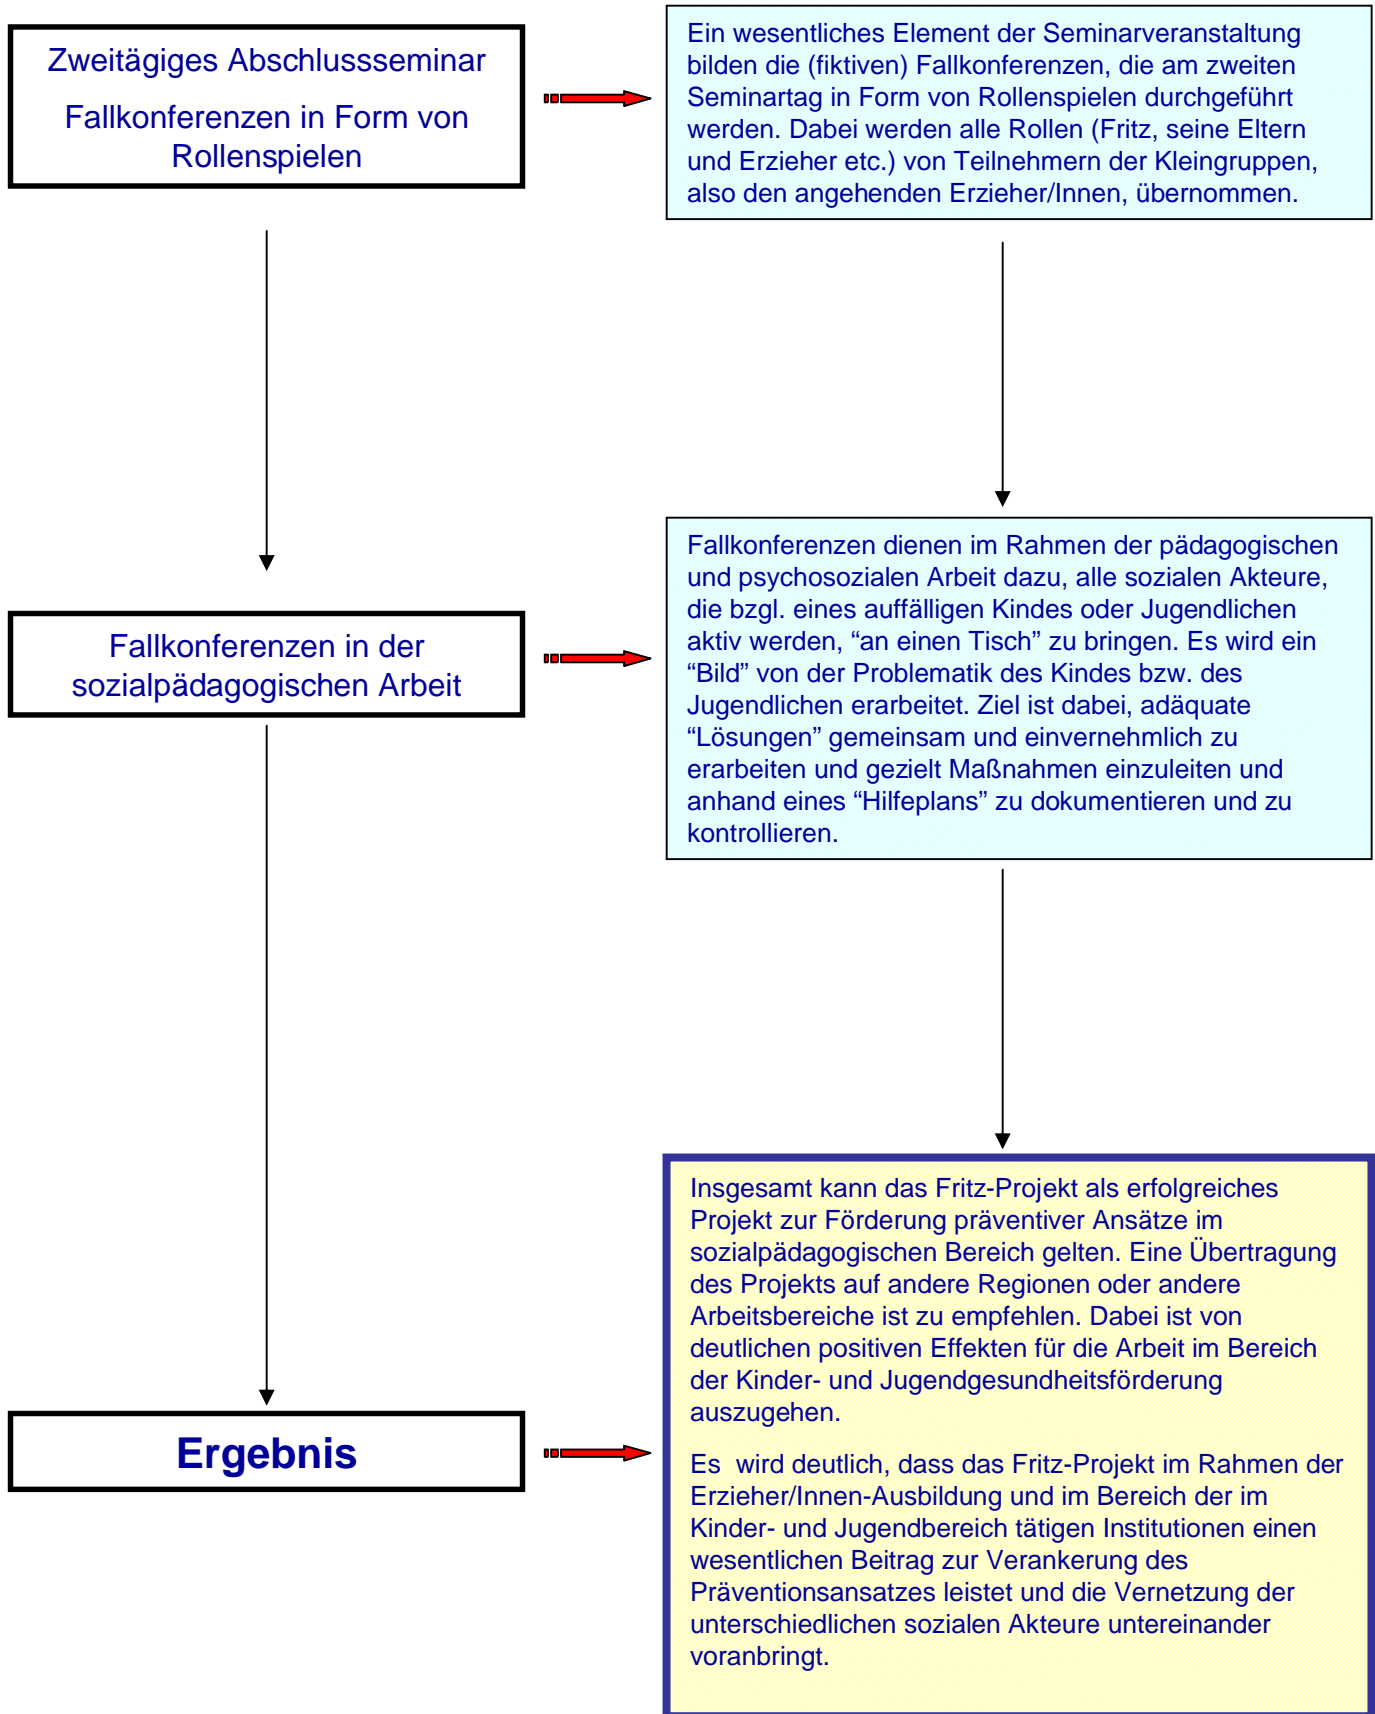 Zweitägiges Abschlussseminar
Fallkonferenzen in Form von
Rollenspielen
Ein wesentliches Element der Seminarveranstaltung
bilden die (fiktiven) Fallkonferenzen, die am zweiten
Seminartag in Form von Rollenspielen durchgeführt
werden. Dabei werden alle Rollen (Fritz, seine Eltern
und Erzieher etc.) von Teilnehmern der Kleingruppen,
also den angehenden Erzieher/Innen, übernommen.
Fallkonferenzen in der
sozialpädagogischen Arbeit
Fallkonferenzen dienen im Rahmen der pädagogischen
und psychosozialen Arbeit dazu, alle sozialen Akteure,
die bzgl. eines auffälligen Kindes oder Jugendlichen
aktiv werden, “an einen Tisch” zu bringen. Es wird ein
“Bild” von der Problematik des Kindes bzw. des
Jugendlichen erarbeitet. Ziel ist dabei, adäquate
“Lösungen” gemeinsam und einvernehmlich zu
erarbeiten und gezielt Maßnahmen einzuleiten und
anhand eines “Hilfeplans” zu dokumentieren und zu
kontrollieren.
Ergebnis
Insgesamt kann das Fritz-Projekt als erfolgreiches
Projekt zur Förderung präventiver Ansätze im
sozialpädagogischen Bereich gelten. Eine Übertragung
des Projekts auf andere Regionen oder andere
Arbeitsbereiche ist zu empfehlen. Dabei ist von
deutlichen positiven Effekten für die Arbeit im Bereich
der Kinder- und Jugendgesundheitsförderung
auszugehen.
Es wird deutlich, dass das Fritz-Projekt im Rahmen der
Erzieher/Innen-Ausbildung und im Bereich der im
Kinder- und Jugendbereich tätigen Institutionen einen
wesentlichen Beitrag zur Verankerung des
Präventionsansatzes leistet und die Vernetzung der
unterschiedlichen sozialen Akteure untereinander
voranbringt.